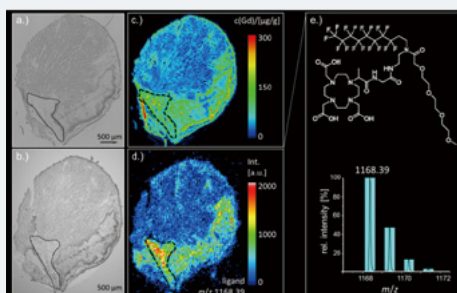 a.)
500 µm
b.)
500 µm
c.)
c(Gd)/[µg/g]
300
150
0
d.)
Int.
[a.u.]
2000
1000
0
ligand
m/z 1168.39
e.)
OH
OH
OH
1168.39
rel. intensity [%]
100
50
0
1168 1170 1172
m/z